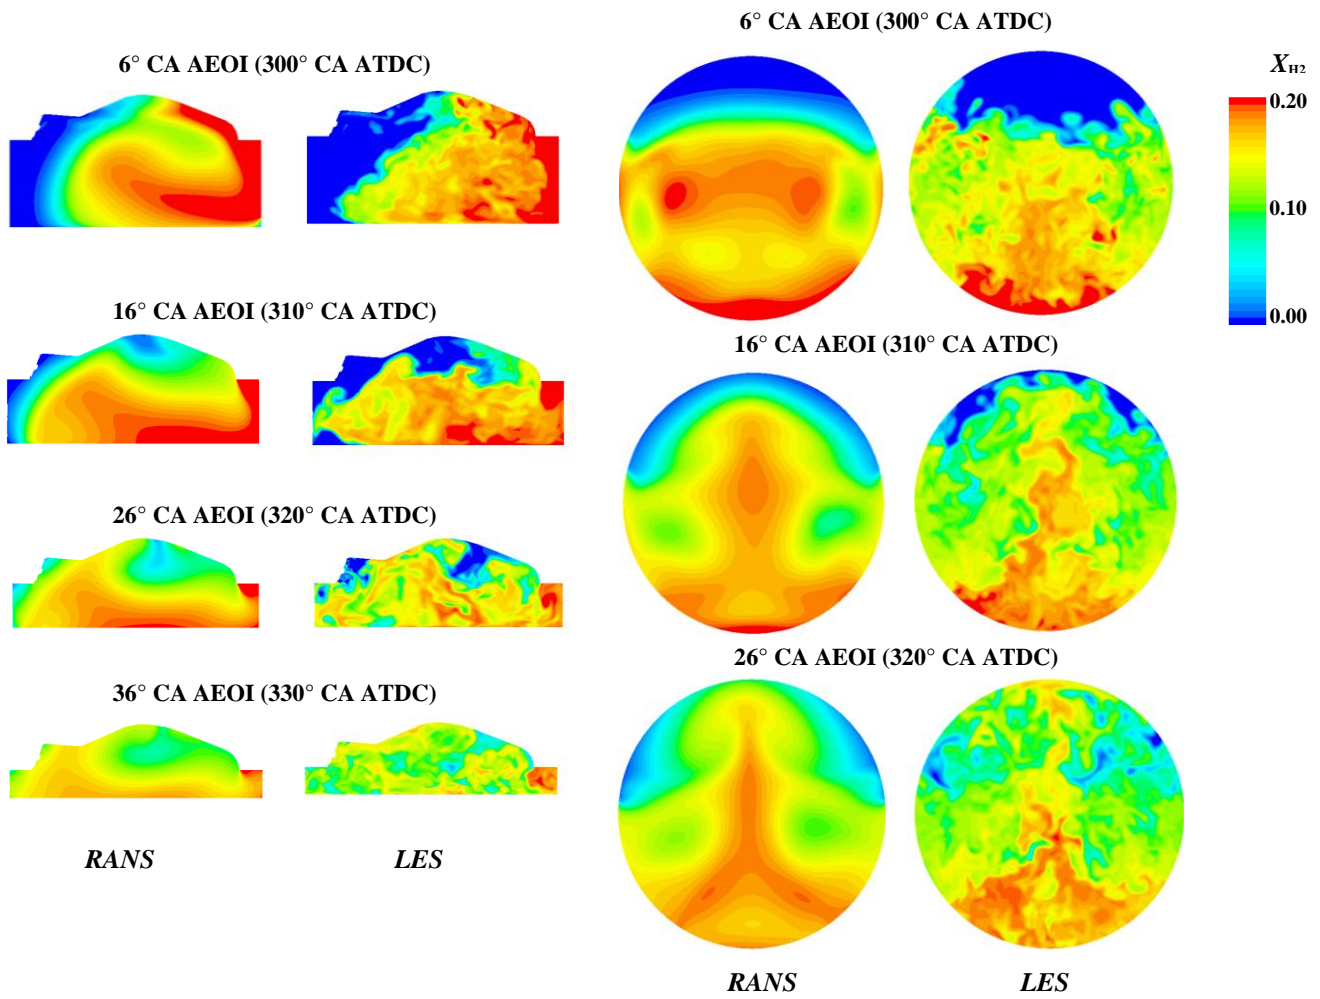 6° CA AEOI (300° CA ATDC)
16° CA AEOI (310° CA ATDC)
26° CA AEOI (320° CA ATDC)
36° CA AEOI (330° CA ATDC)
RANS LES
6° CA AEOI (300° CA ATDC)
16° CA AEOI (310° CA ATDC)
26° CA AEOI (320° CA ATDC)
RANS LES
XH2
0.20
0.10
0.00